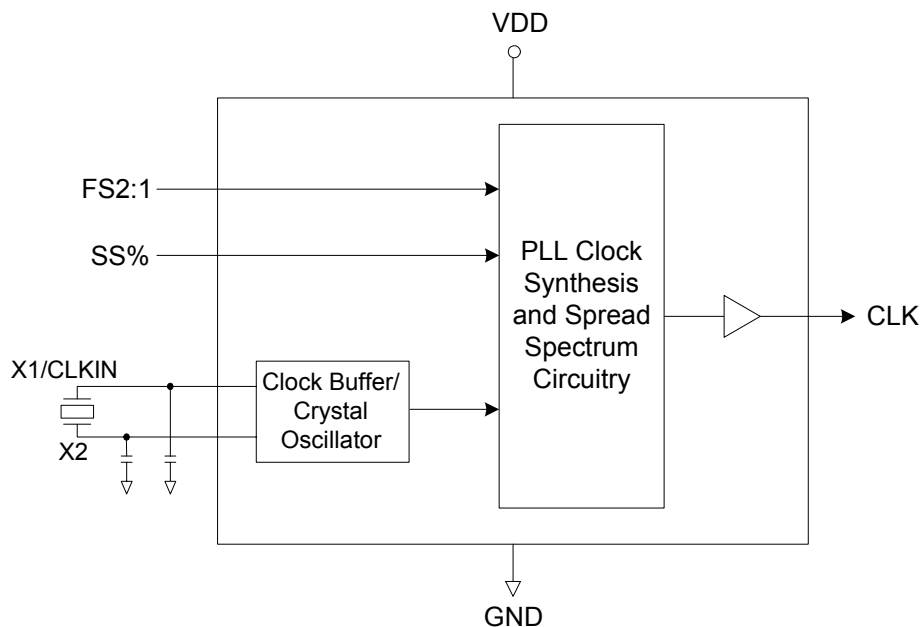 VDD
FS2:1
SS%
PLL Clock
Synthesis
and Spread
Spectrum
Circuitry
CLK
X1/CLKIN
Clock Buffer/
Crystal
Oscillator
X2
GND